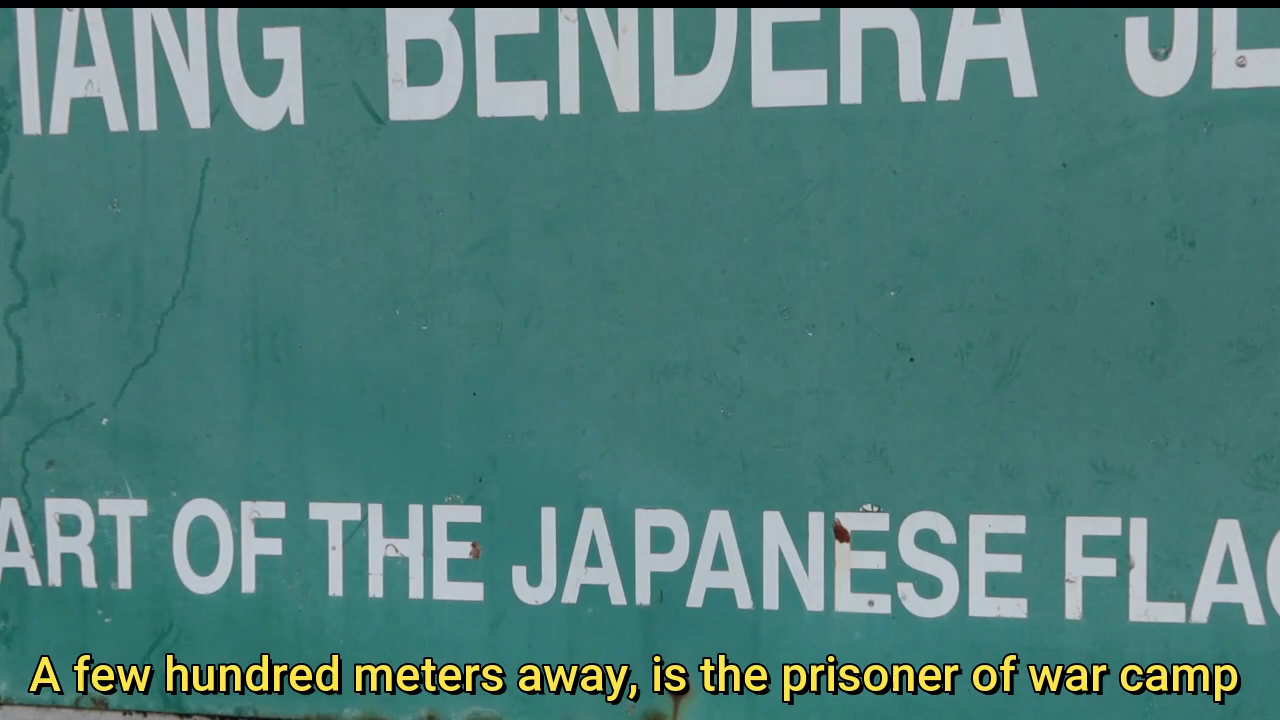 IANG BENDERA JE
ART OF THE JAPANESE FLAG
A few hundred meters away, is the prisoner of war camp